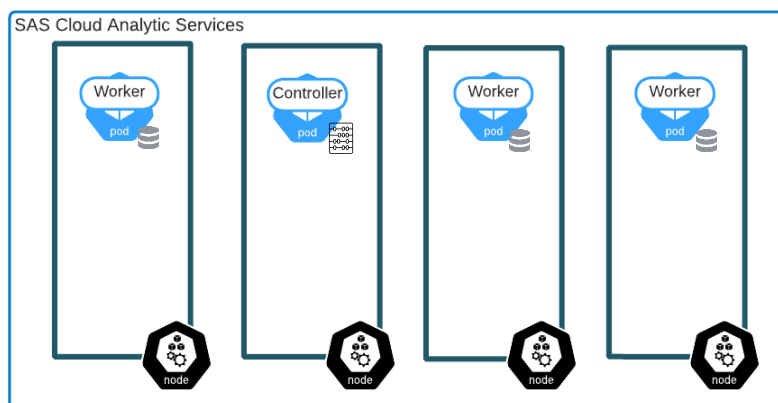 SAS Cloud Analytic Services
Worker
pod
Controller
pod
Worker
pod
Worker
pod
node
node
node
node